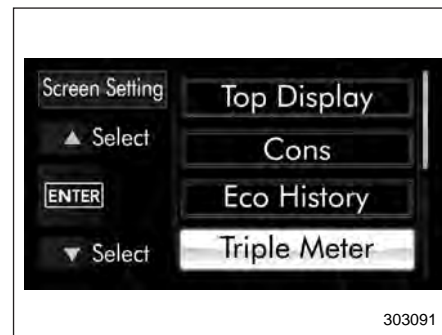 Screen Setting
▲ Select
ENTER
▼ Select
Top Display
Cons
Eco History
Triple Meter
303091